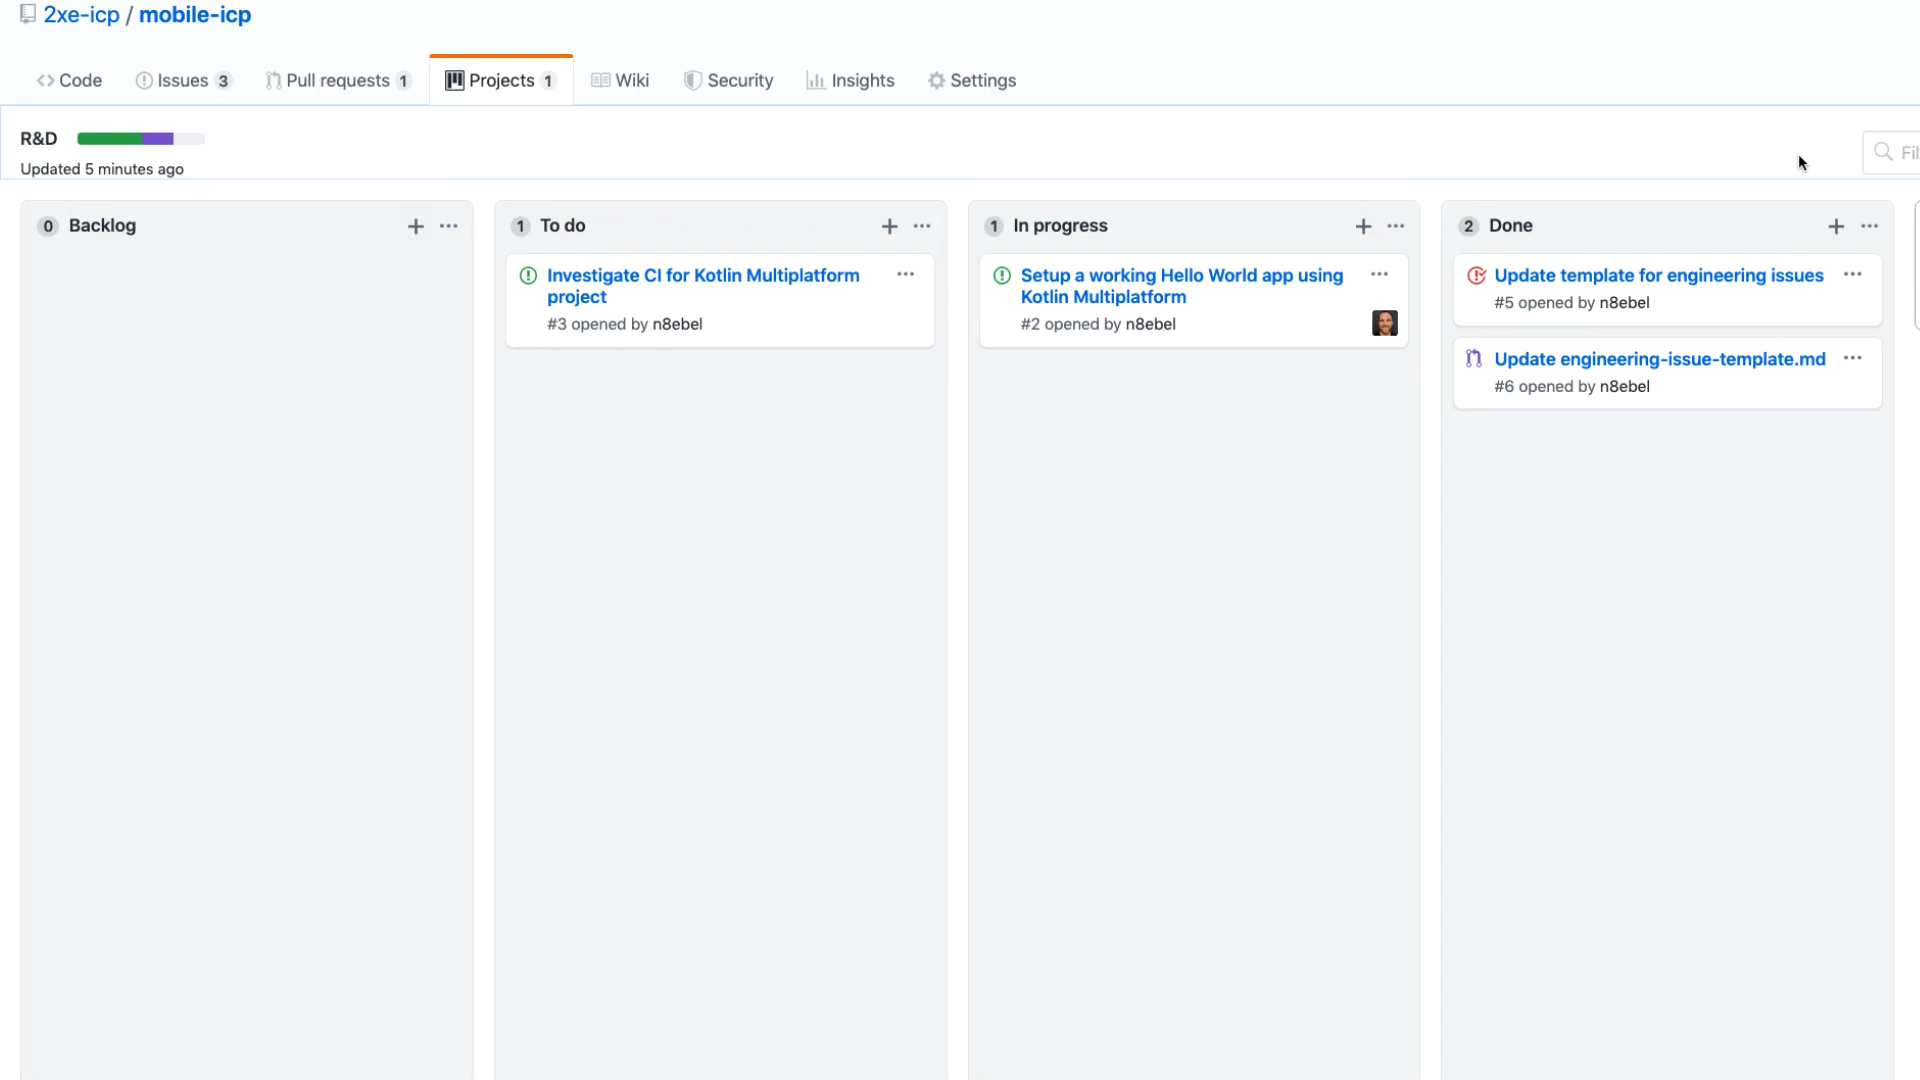 2xe-icp / mobile-icp
Code Issues 3 Pull requests 1 Projects 1 Wiki Security Insights Settings
R&D
Updated 5 minutes ago
0 Backlog
1 To do
Investigate CI for Kotlin Multiplatform
project
#3 opened by n8ebel
1 In progress
Setup a working Hello World app using
Kotlin Multiplatform
#2 opened by n8ebel
2 Done
Update template for engineering issues
#5 opened by n8ebel
Update engineering-issue-template.md
#6 opened by n8ebel